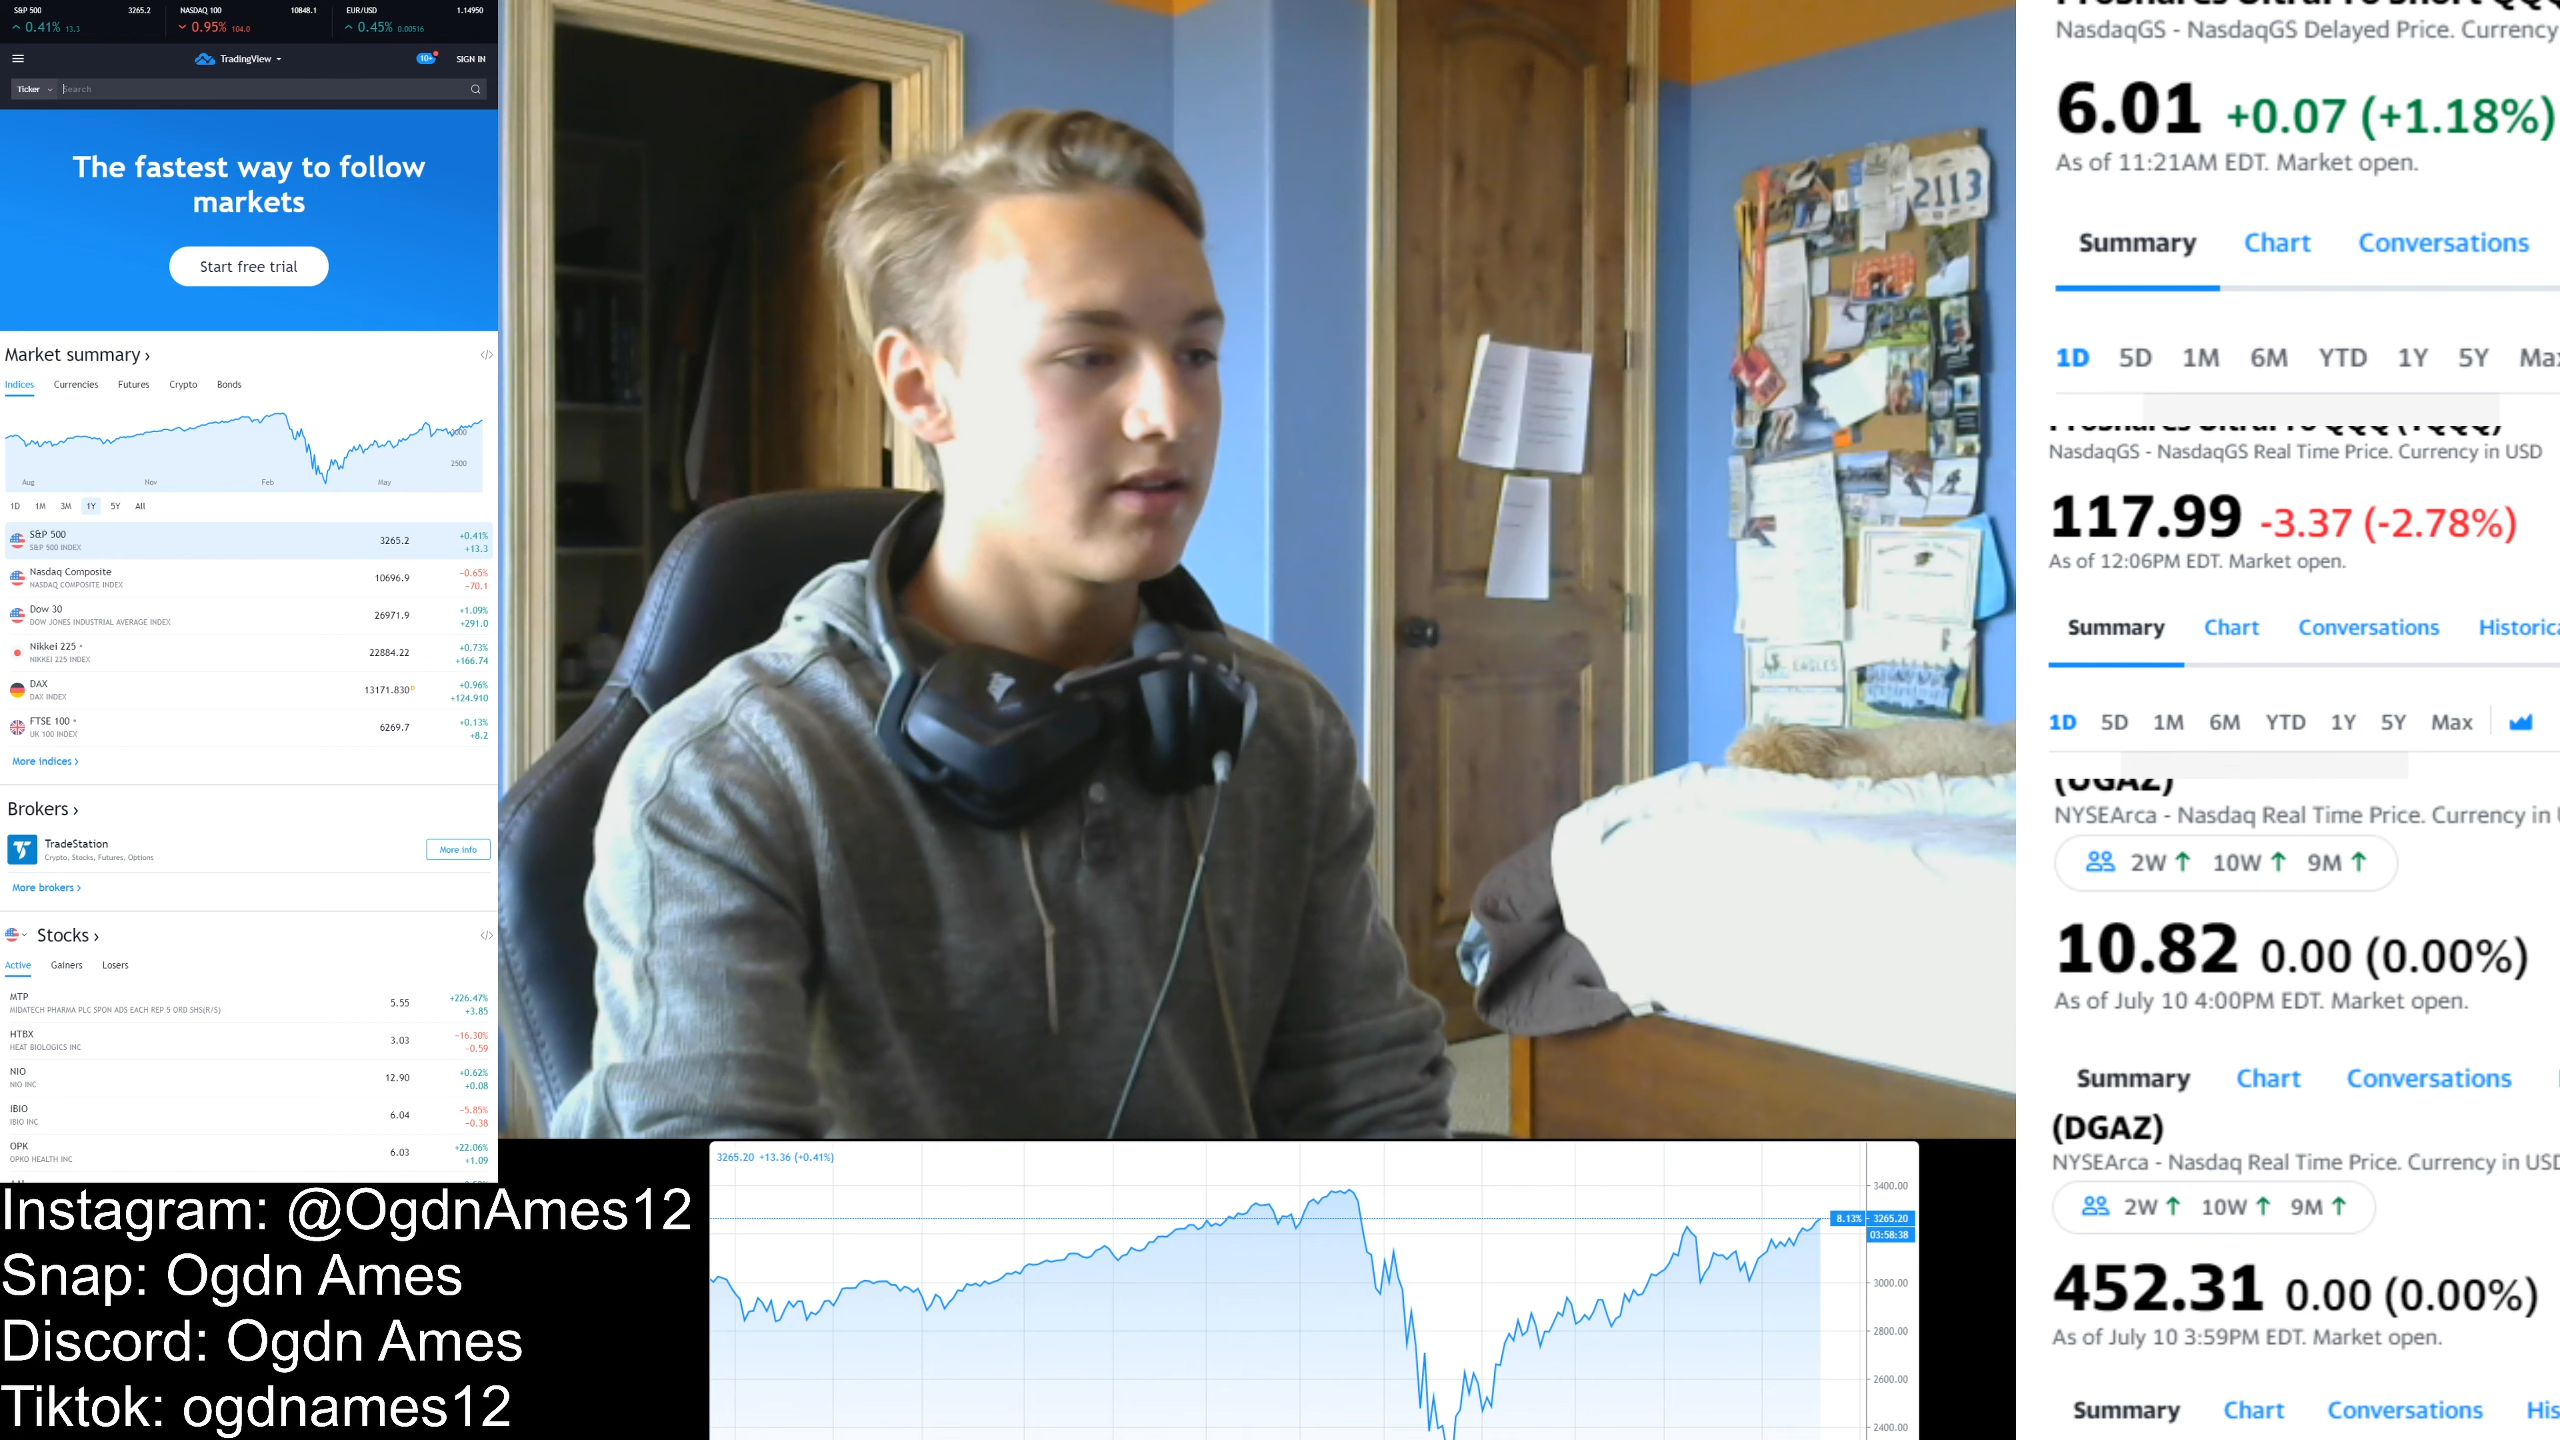 S&P 500 3265.2
0.41% 13.3
NASDAQ 100 10848.1
0.95% 104.0
EUR/USD 1.14950
0.45% 0.00516
TradingView
10+
SIGN IN
Ticker Search
The fastest way to follow
markets
Start free trial
Market summary ›
</>
Indices Currencies Futures Crypto Bonds
3000
2500
Aug Nov Feb May
1D 1M 3M 1Y 5Y All
S&P 500 3265.2 +0.41%
S&P 500 INDEX +13.3
Nasdaq Composite 10696.9 −0.65%
NASDAQ COMPOSITE INDEX −70.1
Dow 30 26971.9 +1.09%
DOW JONES INDUSTRIAL AVERAGE INDEX +291.0
Nikkei 225 22884.22 +0.73%
NIKKEI 225 INDEX +166.74
DAX 13171.830 D +0.96%
DAX INDEX +124.910
FTSE 100 6269.7 +0.13%
UK 100 INDEX +8.2
More indices ›
Brokers ›
TradeStation
Crypto, Stocks, Futures, Options
More info
More brokers ›
Stocks ›
</>
Active Gainers Losers
MTP 5.55 +226.47%
MIDATECH PHARMA PLC SPON ADS EACH REP 5 ORD SHS(R/S) +3.85
HTBX 3.03 −16.30%
HEAT BIOLOGICS INC −0.59
NIO 12.90 +0.62%
NIO INC +0.08
IBIO 6.04 −5.85%
IBIO INC −0.38
OPK 6.03 +22.06%
OPKO HEALTH INC +1.09
Instagram: @OgdnAmes12
Snap: Ogdn Ames
Discord: Ogdn Ames
Tiktok: ogdnames12
2113
EAGLES
3265.20 +13.36 (+0.41%)
3400.00
8.13% 3265.20
03:58:38
3000.00
2800.00
2600.00
2400.00
ProShares UltraPro Short QQQ
NasdaqGS - NasdaqGS Delayed Price. Currency
6.01 +0.07 (+1.18%)
As of 11:21AM EDT. Market open.
Summary Chart Conversations
1D 5D 1M 6M YTD 1Y 5Y Max
ProShares UltraPro QQQ (TQQQ)
NasdaqGS - NasdaqGS Real Time Price. Currency in USD
117.99 -3.37 (-2.78%)
As of 12:06PM EDT. Market open.
Summary Chart Conversations Historica
1D 5D 1M 6M YTD 1Y 5Y Max
(UGAZ)
NYSEArca - Nasdaq Real Time Price. Currency in
2W ↑ 10W ↑ 9M ↑
10.82 0.00 (0.00%)
As of July 10 4:00PM EDT. Market open.
Summary Chart Conversations
(DGAZ)
NYSEArca - Nasdaq Real Time Price. Currency in USD
2W ↑ 10W ↑ 9M ↑
452.31 0.00 (0.00%)
As of July 10 3:59PM EDT. Market open.
Summary Chart Conversations His